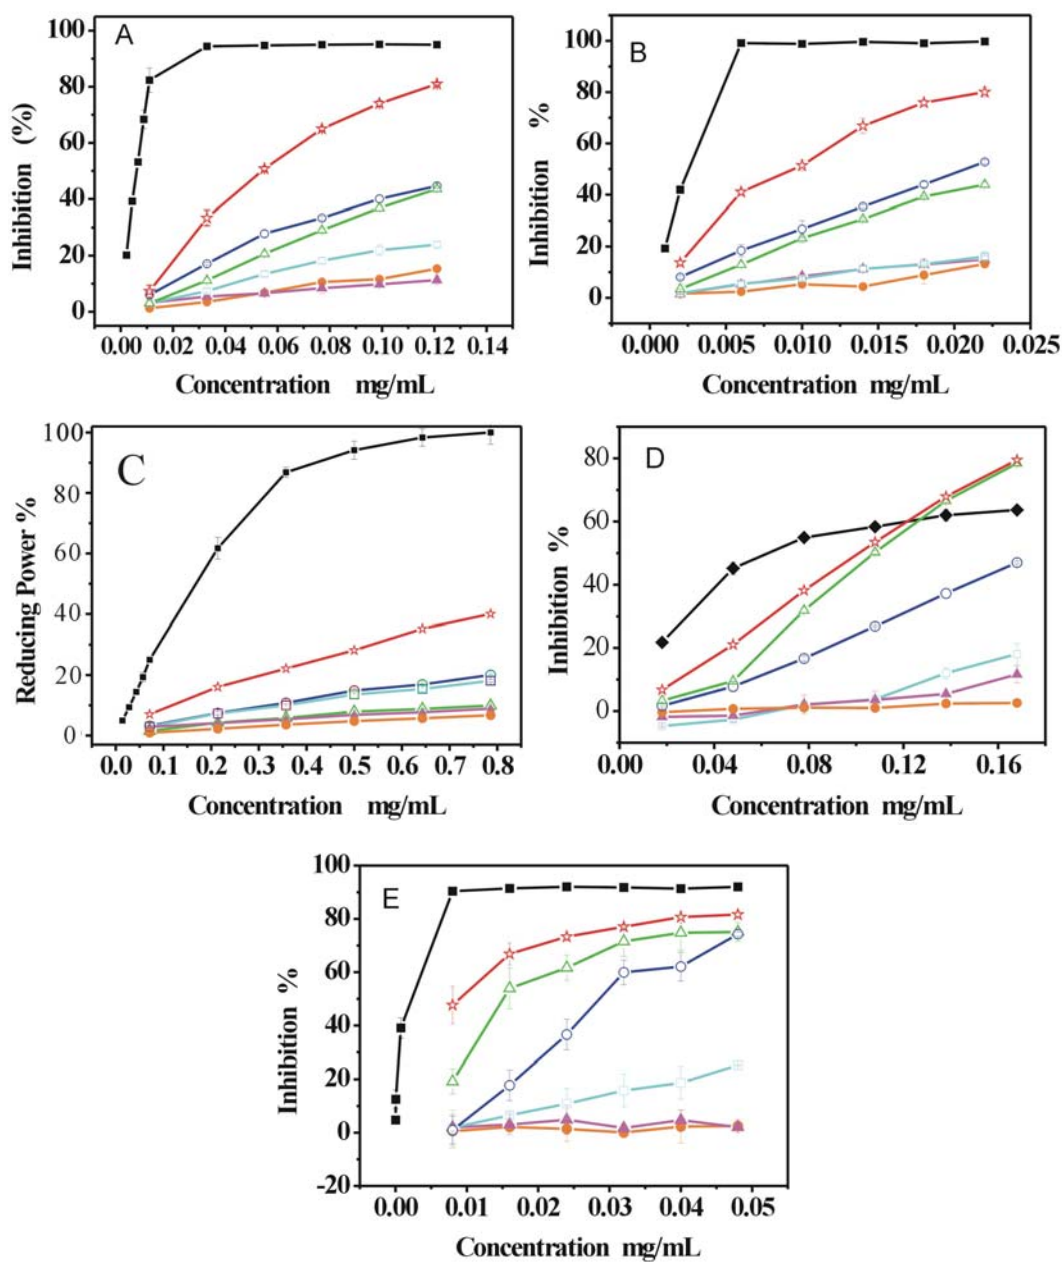 A
Inhibition (%)
100
80
60
40
20
0
0.00 0.02 0.04 0.06 0.08 0.10 0.12 0.14
Concentration mg/mL
B
Inhibition %
100
80
60
40
20
0
0.000 0.005 0.010 0.015 0.020 0.025
Concentration mg/mL
C
Reducing Power %
100
80
60
40
20
0
0.0 0.1 0.2 0.3 0.4 0.5 0.6 0.7 0.8
Concentration mg/mL
D
Inhibition %
80
60
40
20
0
0.00 0.04 0.08 0.12 0.16
Concentration mg/mL
E
Inhibition %
100
80
60
40
20
0
-20
0.00 0.01 0.02 0.03 0.04 0.05
Concentration mg/mL